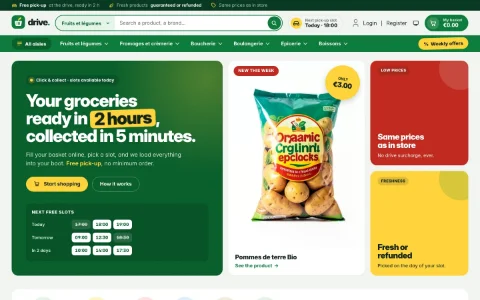 Free pick-up at the drive, ready in 2 h
Fresh products guaranteed or refunded
Same prices as in store
drive.
Fruits et légumes
Search a product, a brand...
Next pick-up slot
Today · 18:00
Login | Register
My basket
€0.00
All aisles
Fruits et légumes
Fromages et crèmerie
Boucherie
Boulangerie
Epicerie
Boissons
Weekly offers
Click & collect · slots available today
Your groceries
ready in 2 hours,
collected in 5 minutes.
Fill your basket online, pick a slot, and we load everything
into your boot. Free pick-up, no minimum order.
Start shopping
How it works
NEXT FREE SLOTS
Today 17:00 18:00 19:00
Tomorrow 09:00 12:30
In 2 days 10:00 14:00 17:30
NEW THIS WEEK
ONLY
€3.00
Organic
Crglinrli
epclocks
Pommes de terre Bio
See the product →
LOW PRICES
Same prices
as in store
No drive surcharge, ever.
FRESHNESS
Fresh or
refunded
Picked on the day of your slot.